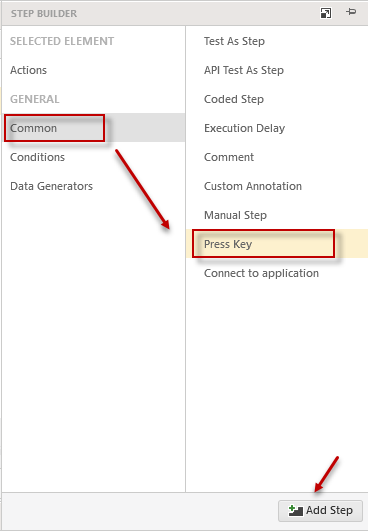 STEP BUILDER
SELECTED ELEMENT
Actions
GENERAL
Common
Conditions
Data Generators
Test As Step
API Test As Step
Coded Step
Execution Delay
Comment
Custom Annotation
Manual Step
Press Key
Connect to application
Add Step